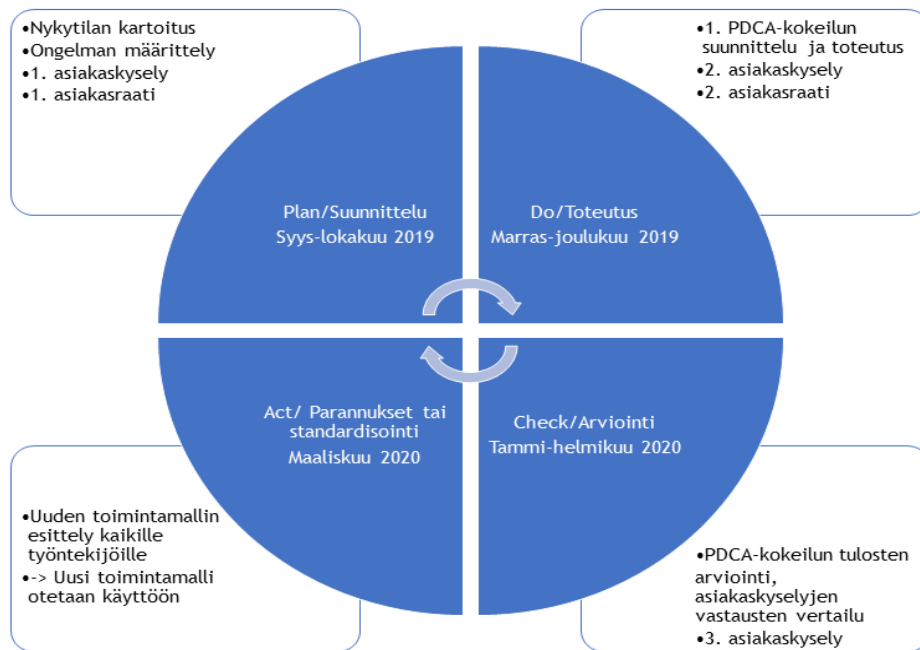 •Nykytilan kartoitus
•Ongelman määrittely
•1. asiakaskysely
•1. asiakasraati
•1. PDCA-kokeilun
suunnittelu ja toteutus
•2. asiakaskysely
•2. asiakasraati
Plan/Suunnittelu
Syys-lokakuu 2019
Do/Toteutus
Marras-joulukuu 2019
Act/ Parannukset tai
standardisointi
Maaliskuu 2020
Check/Arviointi
Tammi-helmikuu 2020
•Uuden toimintamallin
esittely kaikille
työntekijöille
•-> Uusi toimintamalli
otetaan käyttöön
•PDCA-kokeilun tulosten
arviointi,
asiakaskyselyjen
vastausten vertailu
•3. asiakaskysely